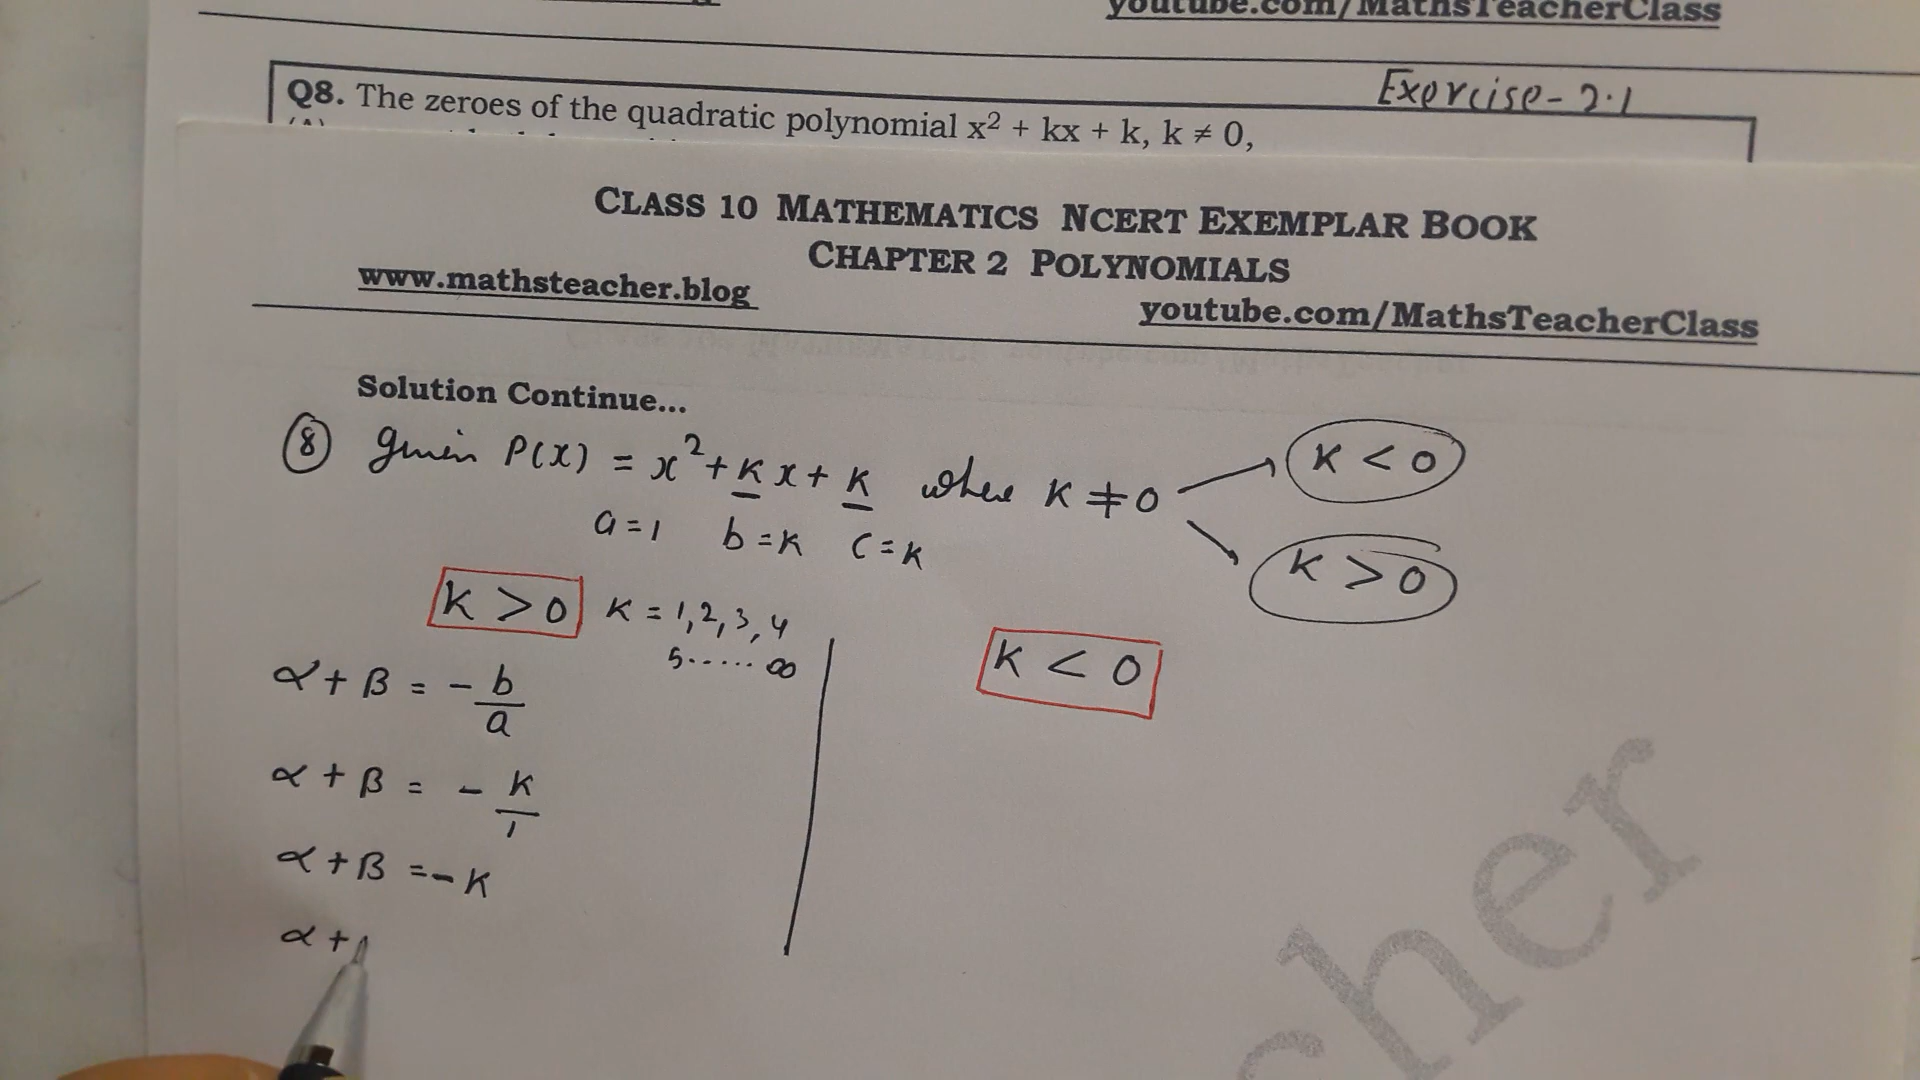 youtube.com/MathsTeacherClass
Exercise-2.1
Q8. The zeroes of the quadratic polynomial x² + kx + k, k ≠ 0,
CLASS 10 MATHEMATICS NCERT EXEMPLAR BOOK
CHAPTER 2 POLYNOMIALS
www.mathsteacher.blog
youtube.com/MathsTeacherClass
Solution Continue...
⑧ given P(x) = x² + kx + k where k ≠ 0
k < 0
k > 0
a = 1 b = k c = k
k > 0 k = 1, 2, 3, 4
5 ..... ∞
α + β = - b/a
α + β = - k/1
α + β = - k
α +
k < 0
cher